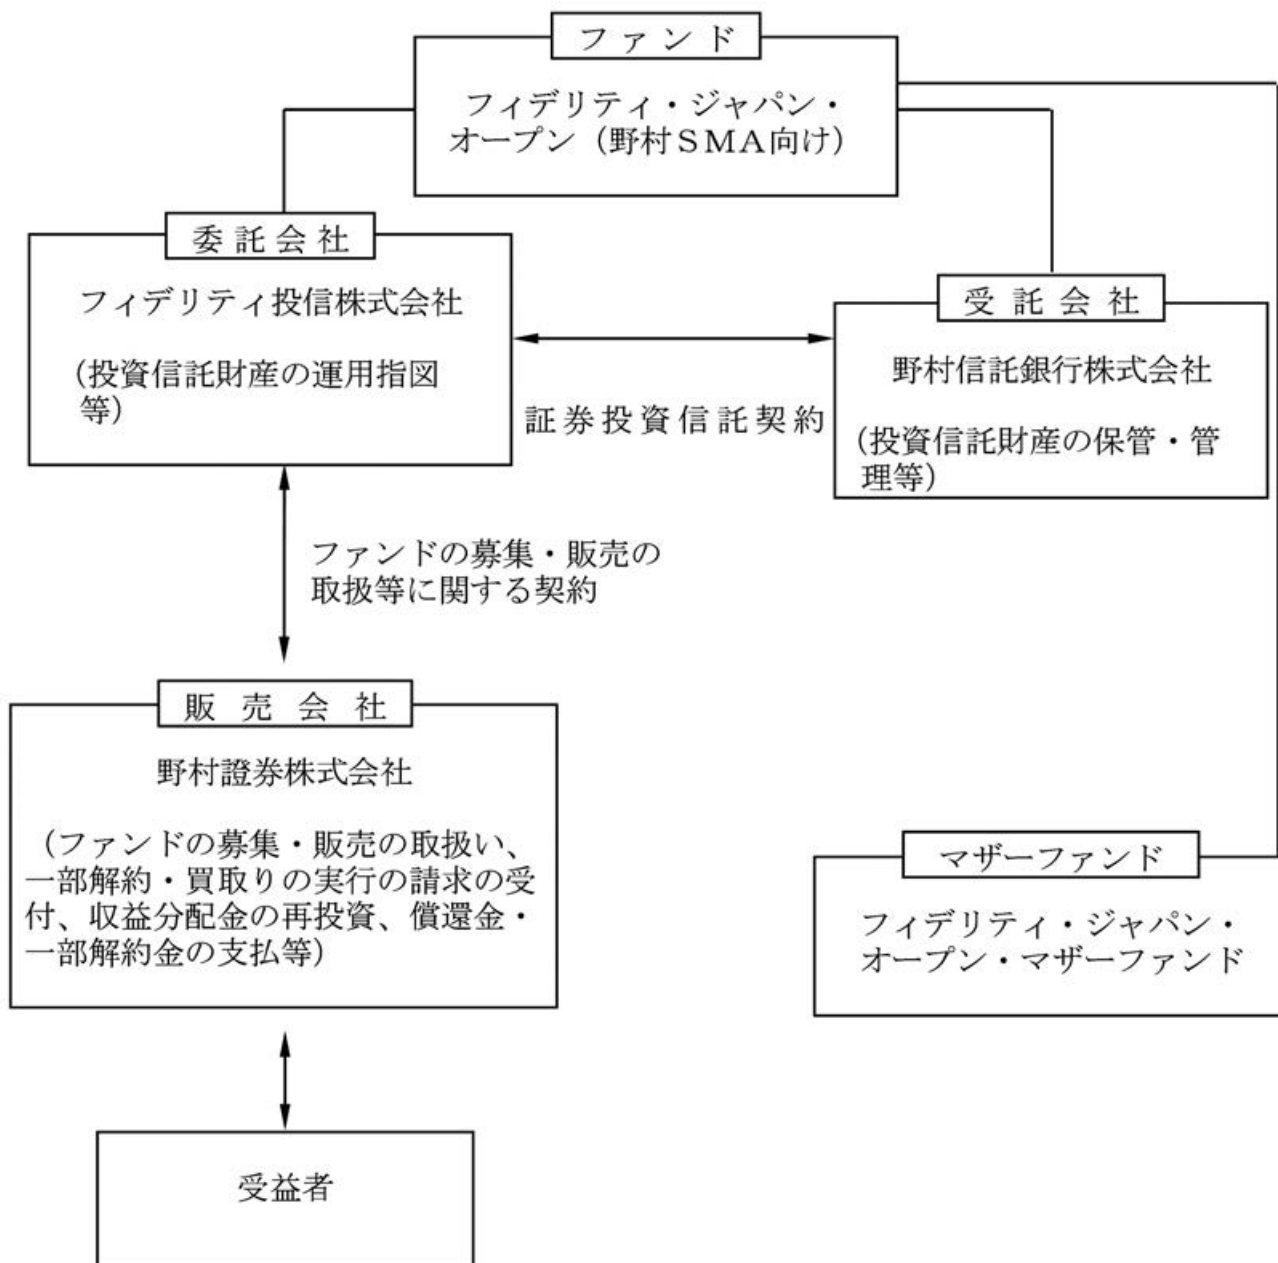 ファンド
フィデリティ・ジャパン・
オープン（野村ＳＭＡ向け）
委託会社
フィデリティ投信株式会社
（投資信託財産の運用指図
等）
証券投資信託契約
受託会社
野村信託銀行株式会社
（投資信託財産の保管・管
理等）
ファンドの募集・販売の
取扱等に関する契約
販売会社
野村證券株式会社
（ファンドの募集・販売の取扱い、
一部解約・買取りの実行の請求の受
付、収益分配金の再投資、償還金・
一部解約金の支払等）
マザーファンド
フィデリティ・ジャパン・
オープン・マザーファンド
受益者